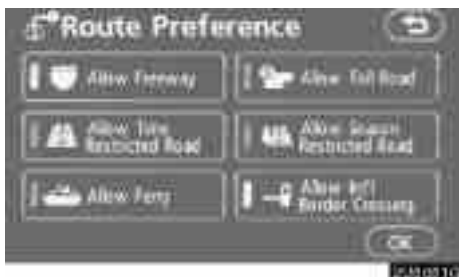 Route Preference
Allow Freeway
Allow Toll Road
Allow Time
Restricted Road
Allow Season
Restricted Road
Allow Ferry
Allow Int'l
Border Crossing
OK